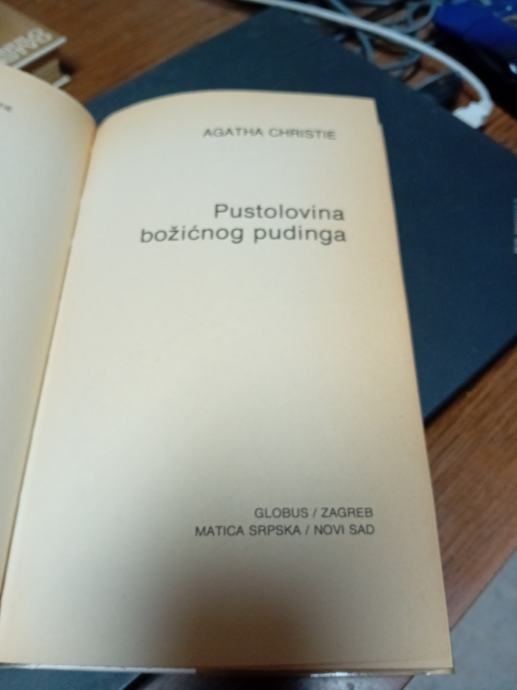 AGATHA CHRISTIE
Pustolovina
božićnog pudinga
GLOBUS / ZAGREB
MATICA SRPSKA / NOVI SAD